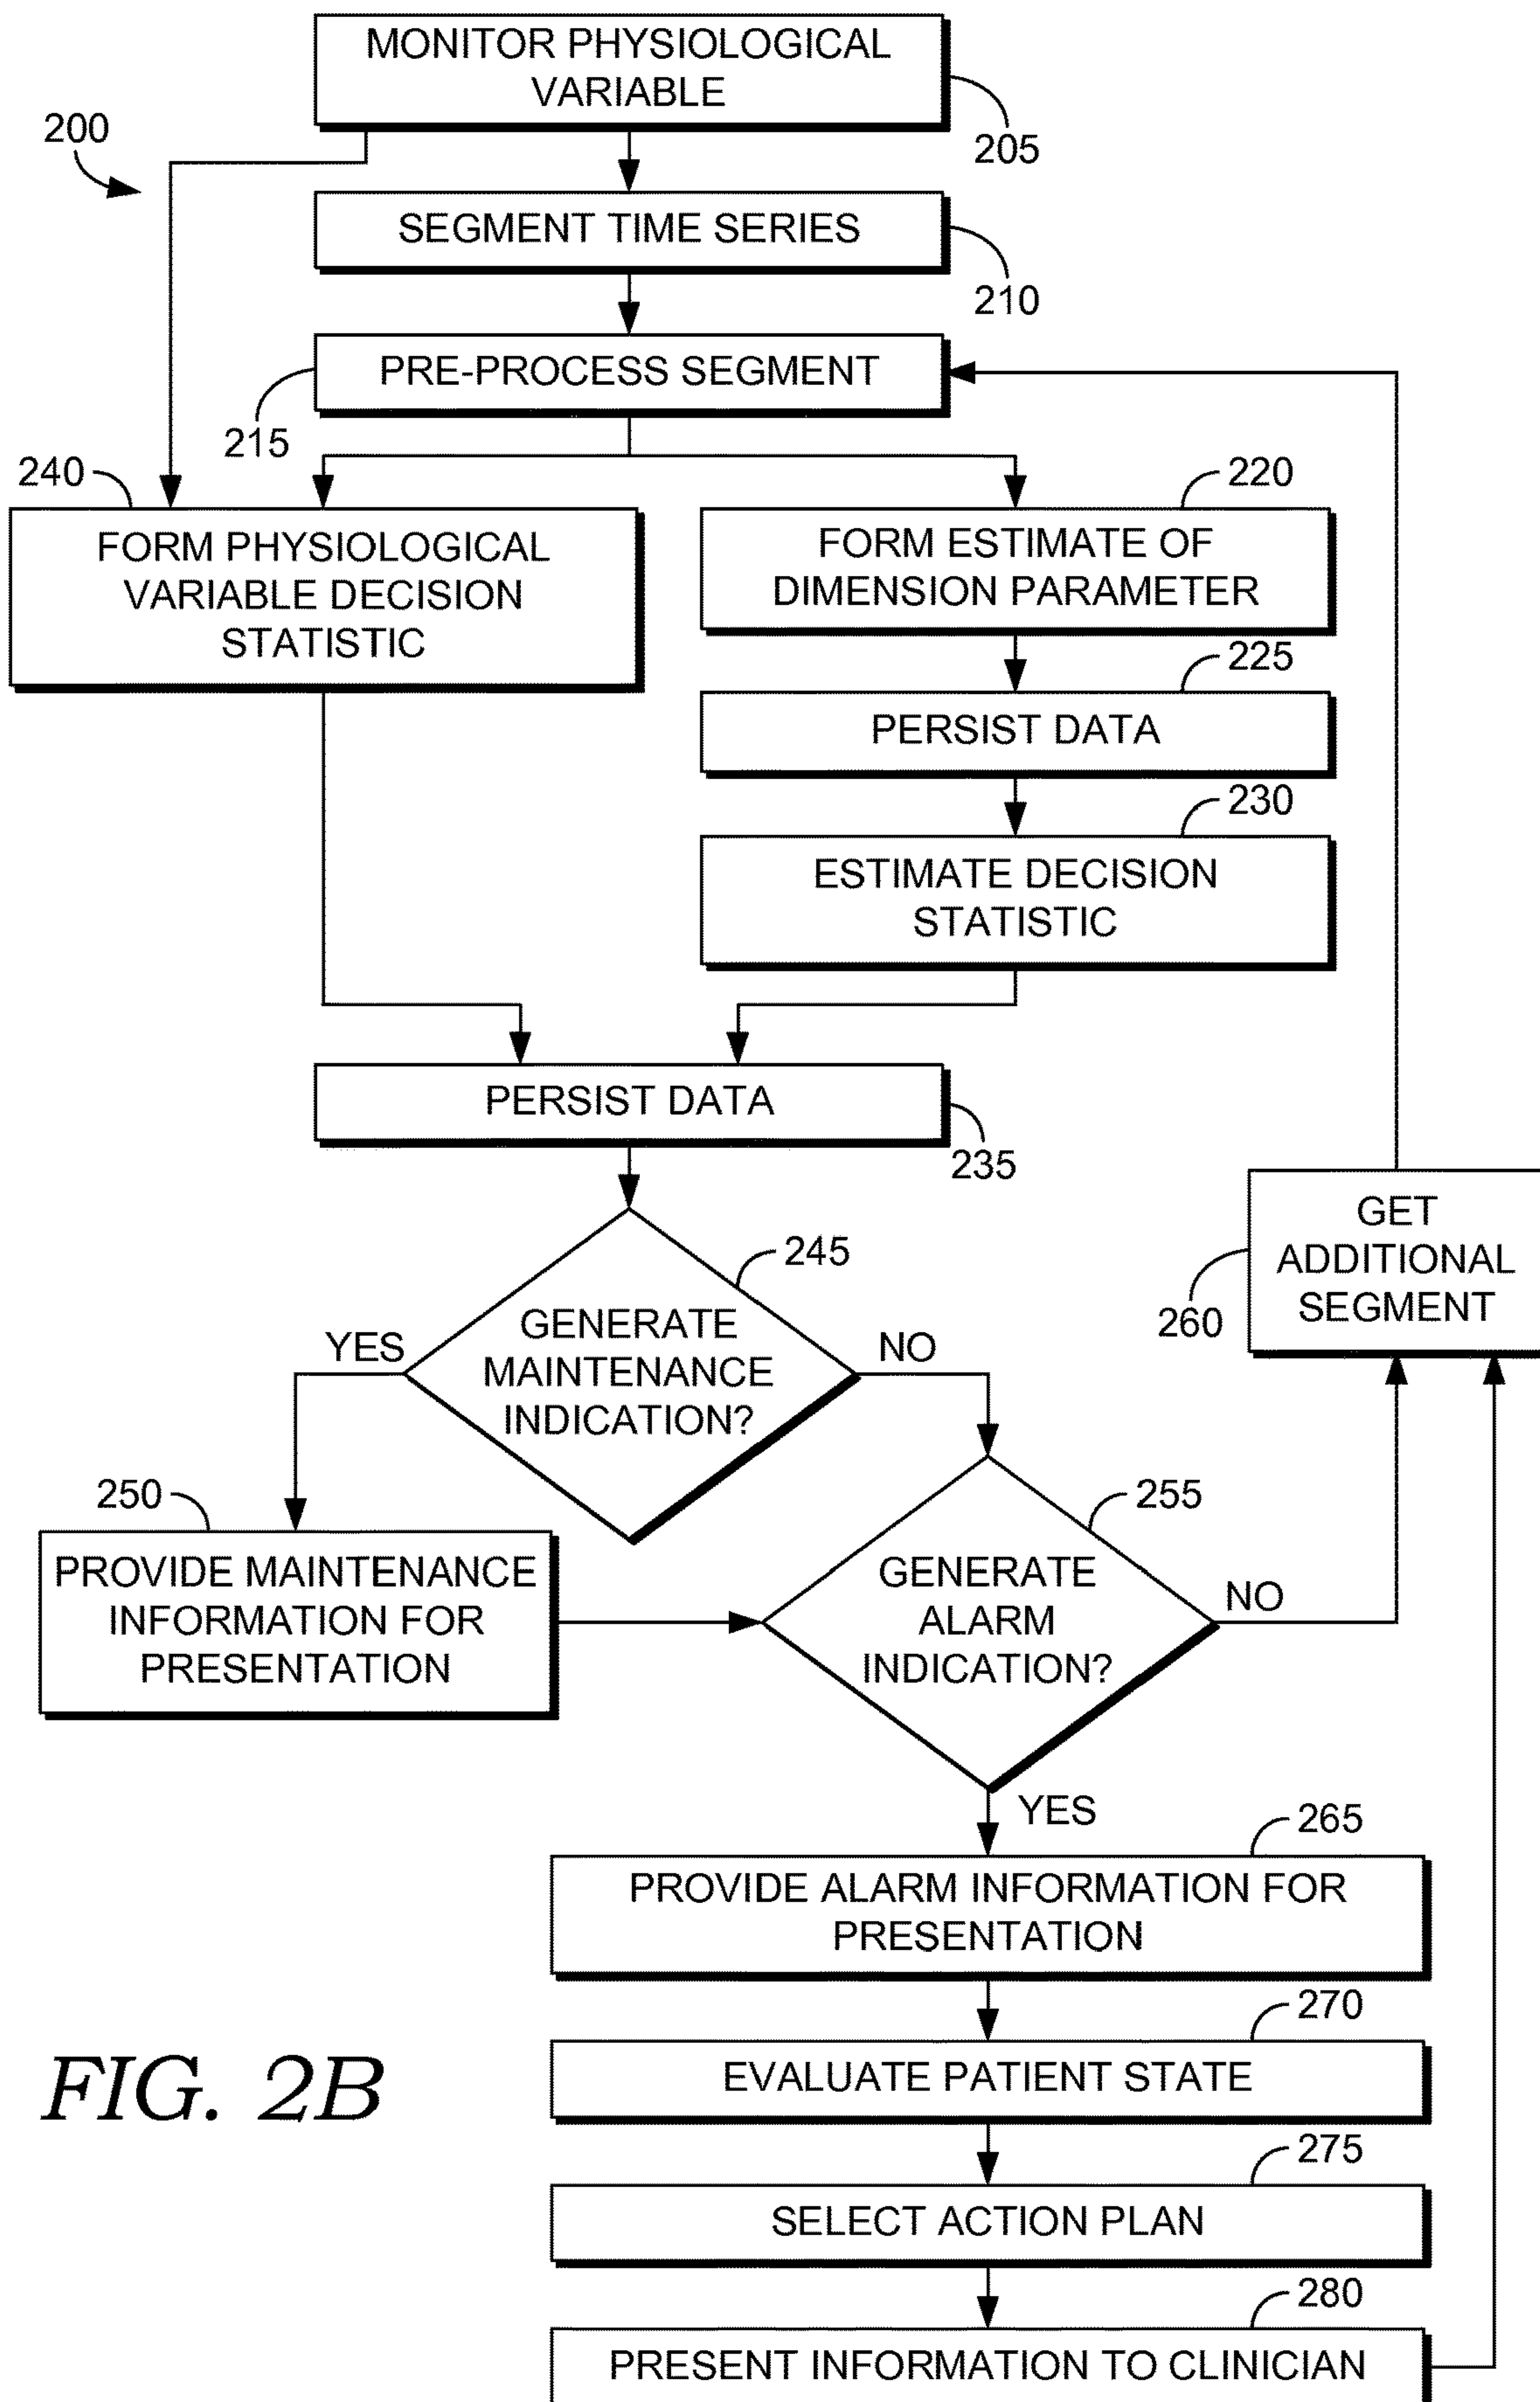 MONITOR PHYSIOLOGICAL
VARIABLE
200
205
SEGMENT TIME SERIES
210
PRE-PROCESS SEGMENT
215
240
220
FORM PHYSIOLOGICAL
VARIABLE DECISION
STATISTIC
FORM ESTIMATE OF
DIMENSION PARAMETER
225
PERSIST DATA
230
ESTIMATE DECISION
STATISTIC
PERSIST DATA
235
GET
ADDITIONAL
SEGMENT
260
245
GENERATE
MAINTENANCE
INDICATION?
YES
NO
250
255
PROVIDE MAINTENANCE
INFORMATION FOR
PRESENTATION
GENERATE
ALARM
INDICATION?
NO
YES
265
PROVIDE ALARM INFORMATION FOR
PRESENTATION
270
EVALUATE PATIENT STATE
FIG. 2B
275
SELECT ACTION PLAN
280
PRESENT INFORMATION TO CLINICIAN